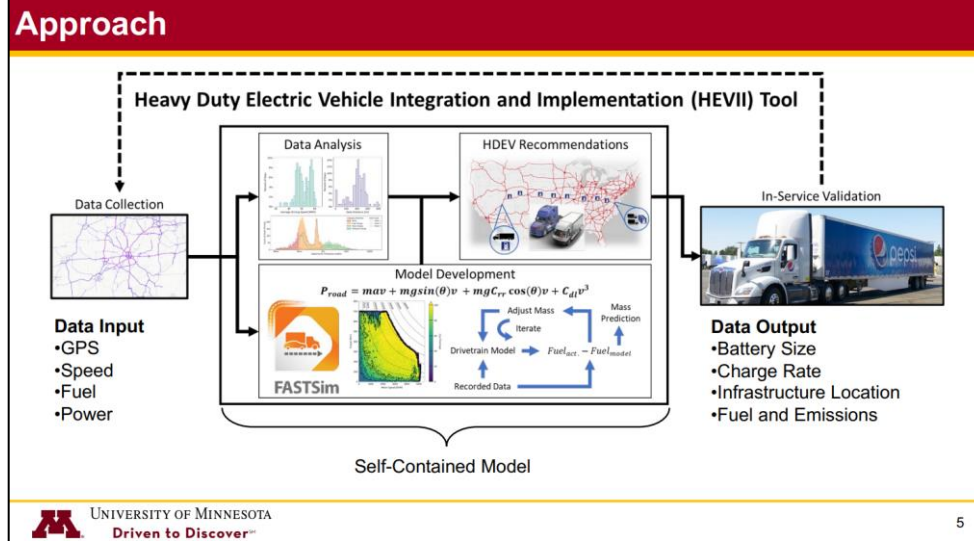 Approach
Heavy Duty Electric Vehicle Integration and Implementation (HEVII) Tool
Data Collection
Data Analysis
HDEV Recommendations
In-Service Validation
pepsi
Model Development
P_road = mav + mgsin(θ)v + mgC_rr cos(θ)v + C_dl v³
FASTSim
Adjust Mass
Iterate
Mass
Prediction
Drivetrain Model
Fuel_act. − Fuel_model
Recorded Data
Data Input
•GPS
•Speed
•Fuel
•Power
Data Output
•Battery Size
•Charge Rate
•Infrastructure Location
•Fuel and Emissions
Self-Contained Model
M
UNIVERSITY OF MINNESOTA
Driven to Discover℠
5